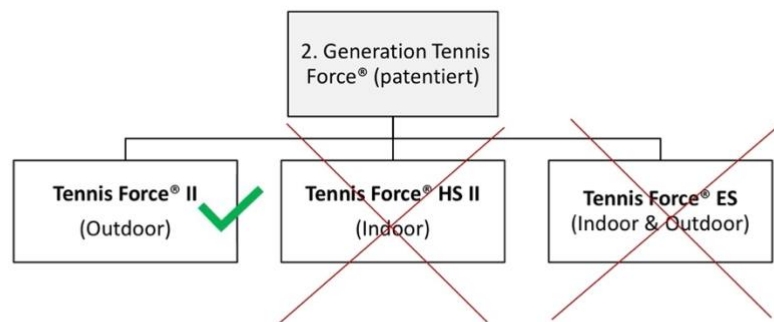 2. Generation Tennis
Force® (patentiert)
Tennis Force® II
(Outdoor)
Tennis Force® HS II
(Indoor)
Tennis Force® ES
(Indoor & Outdoor)